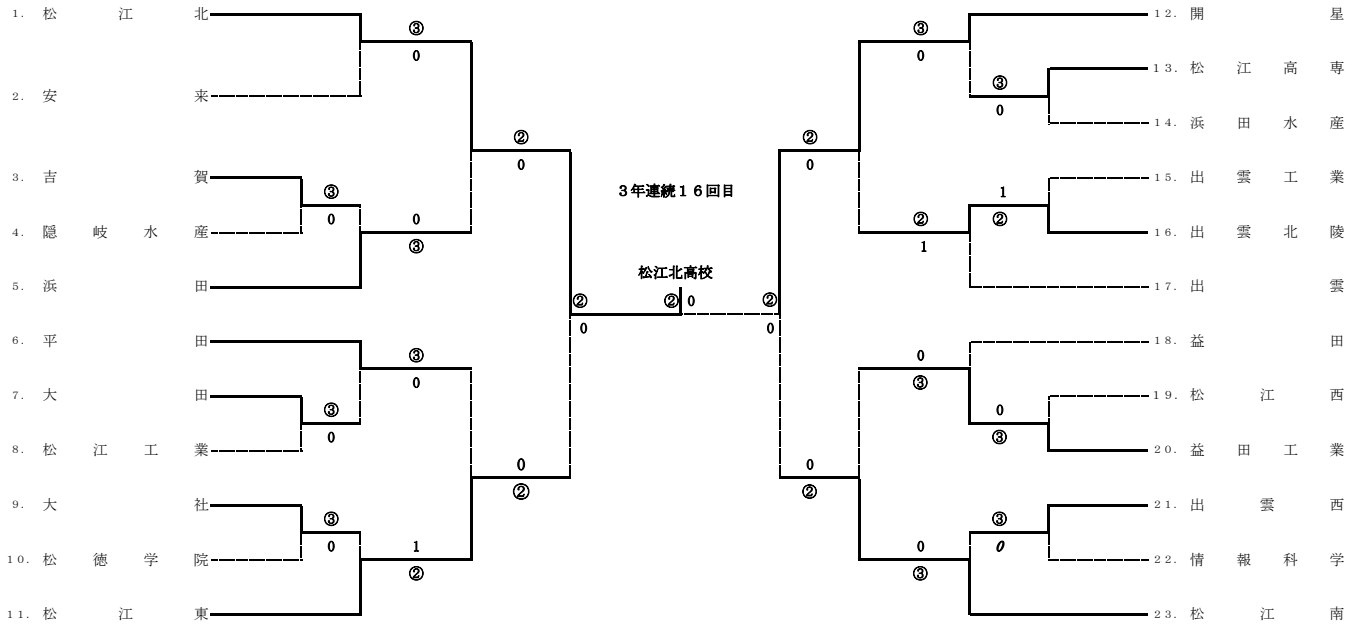 1. 松江北
③
0
2. 安来
②
0
3. 吉賀
③
0
4. 隠岐水産
0
③
5. 浜田
②
0
6. 平田
③
0
7. 大田
③
0
8. 松江工業
0
②
9. 大社
③
0
10. 松徳学院
1
②
11. 松江東
3年連続16回目
松江北高校
② 0
12. 開星
③
0
13. 松江高専
③
0
14. 浜田水産
②
0
15. 出雲工業
1
②
16. 出雲北陵
②
1
17. 出雲
②
0
18. 益田
0
③
19. 松江西
0
③
20. 益田工業
0
②
21. 出雲西
③
0
22. 情報科学
0
③
23. 松江南